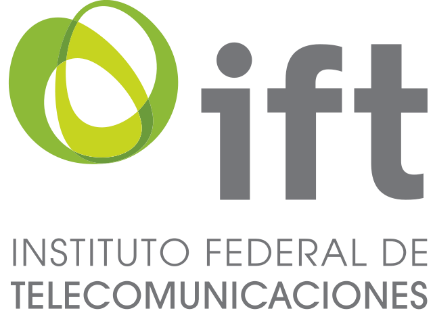 ift
INSTITUTO FEDERAL DE
TELECOMUNICACIONES